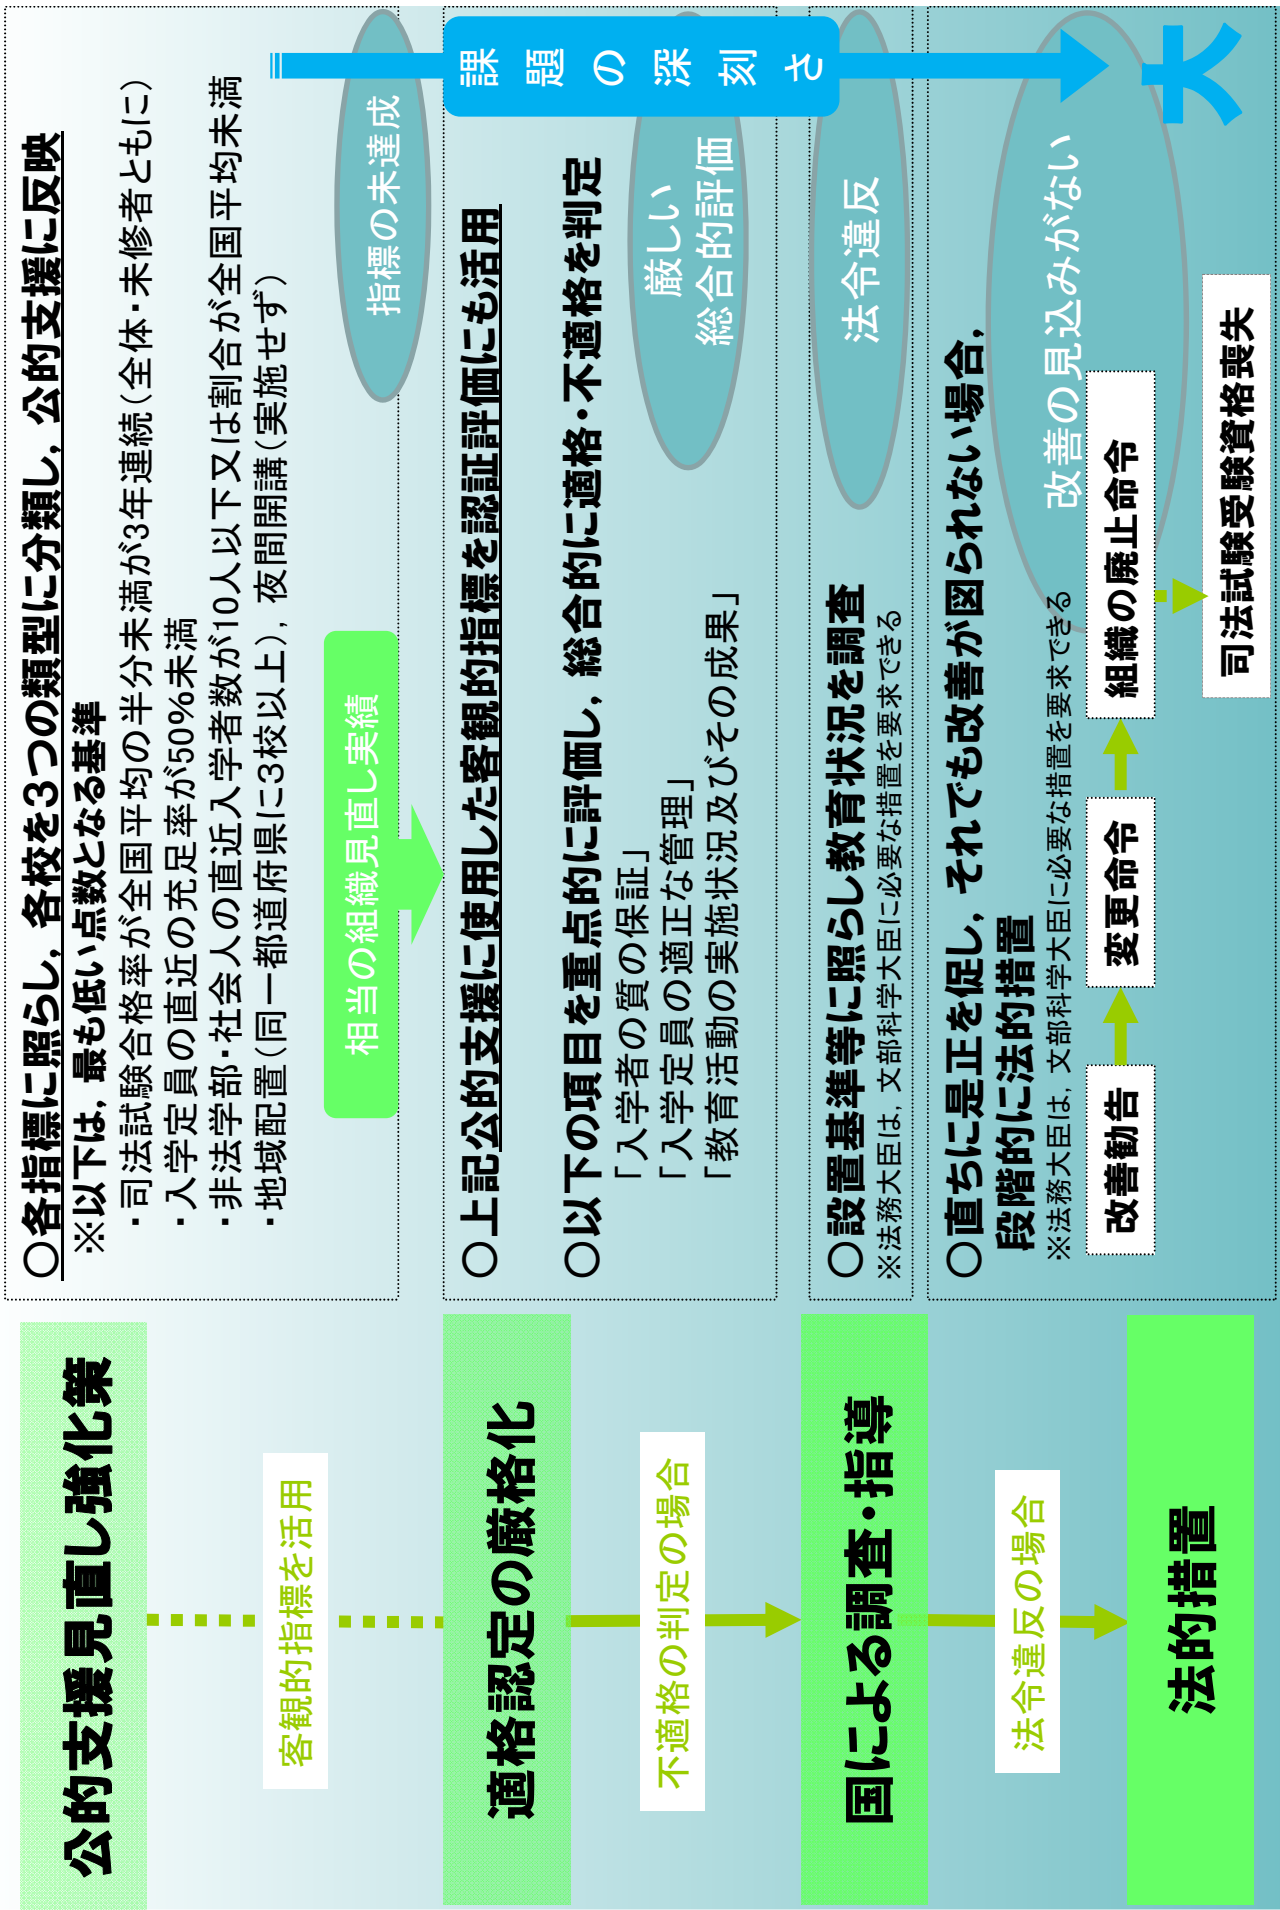 公的支援見直し強化策
○各指標に照らし，各校を３つの類型に分類し，公的支援に反映
※以下は，最も低い点数となる基準
・司法試験合格率が全国平均の半分未満が3年連続（全体・未修者ともに）
・入学定員の直近の充足率が50％未満
・非法学部・社会人の直近入学者数が10人以下又は割合が全国平均未満
・地域配置（同一都道府県に3校以上），夜間開講（実施せず）
指標の未達成
客観的指標を活用
相当の組織見直し実績
課題の深刻さ
大
適格認定の厳格化
○上記公的支援に使用した客観的指標を認証評価にも活用
○以下の項目を重点的に評価し，総合的に適格・不適格を判定
「入学者の質の保証」
「入学定員の適正な管理」
「教育活動の実施状況及びその成果」
厳しい
総合的評価
不適格の判定の場合
国による調査・指導
○設置基準等に照らし教育状況を調査
※法務大臣は，文部科学大臣に必要な措置を要求できる
法令違反
法令違反の場合
法的措置
○直ちに是正を促し，それでも改善が図られない場合，
段階的に法的措置
※法務大臣は，文部科学大臣に必要な措置を要求できる
改善の見込みがない
改善勧告
変更命令
組織の廃止命令
司法試験受験資格喪失